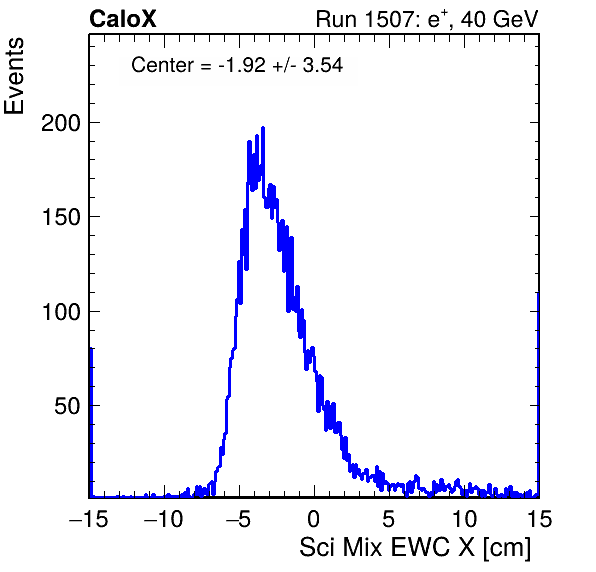 CaloX Run 1507: e+, 40 GeV
Center = -1.92 +/- 3.54
Events
200
150
100
50
−15 −10 −5 0 5 10 15
Sci Mix EWC X [cm]